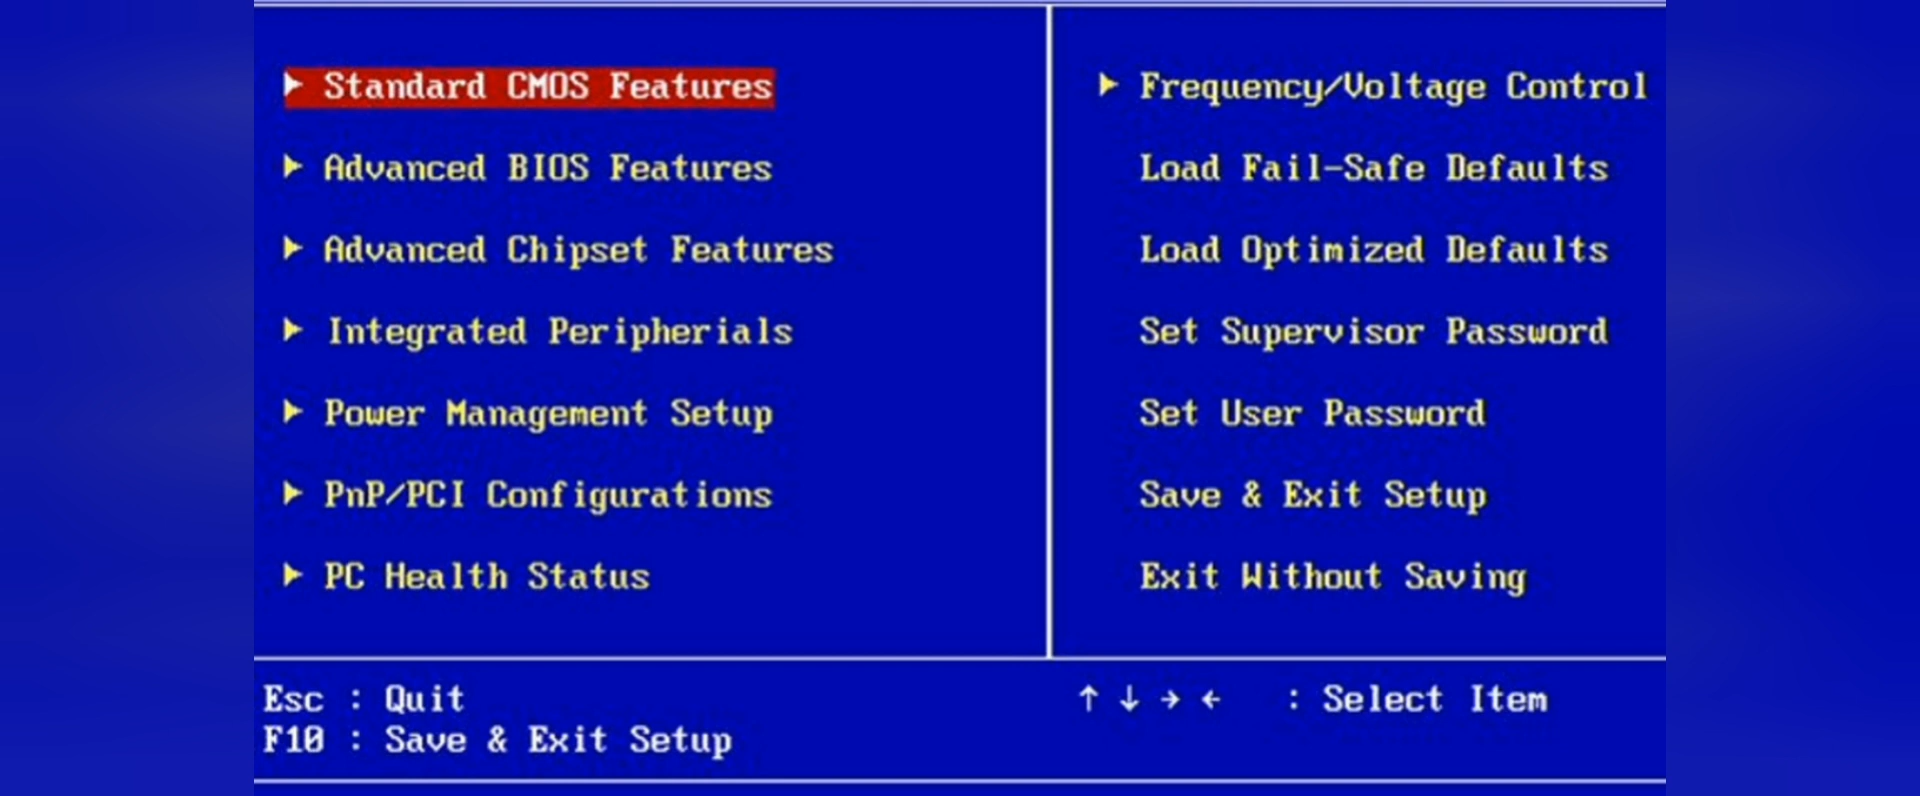 Standard CMOS Features
Advanced BIOS Features
Advanced Chipset Features
Integrated Peripherials
Power Management Setup
PnP/PCI Configurations
PC Health Status
Frequency/Voltage Control
Load Fail-Safe Defaults
Load Optimized Defaults
Set Supervisor Password
Set User Password
Save & Exit Setup
Exit Without Saving
Esc : Quit
F10 : Save & Exit Setup
↑ ↓ → ← : Select Item